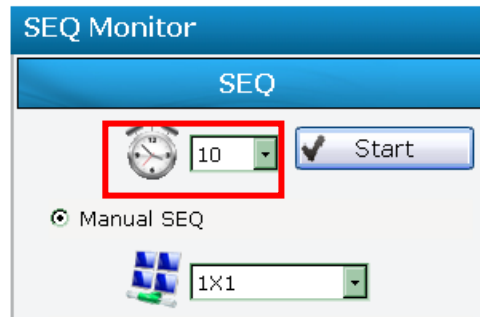 SEQ Monitor
SEQ
10 Start
Manual SEQ
1X1